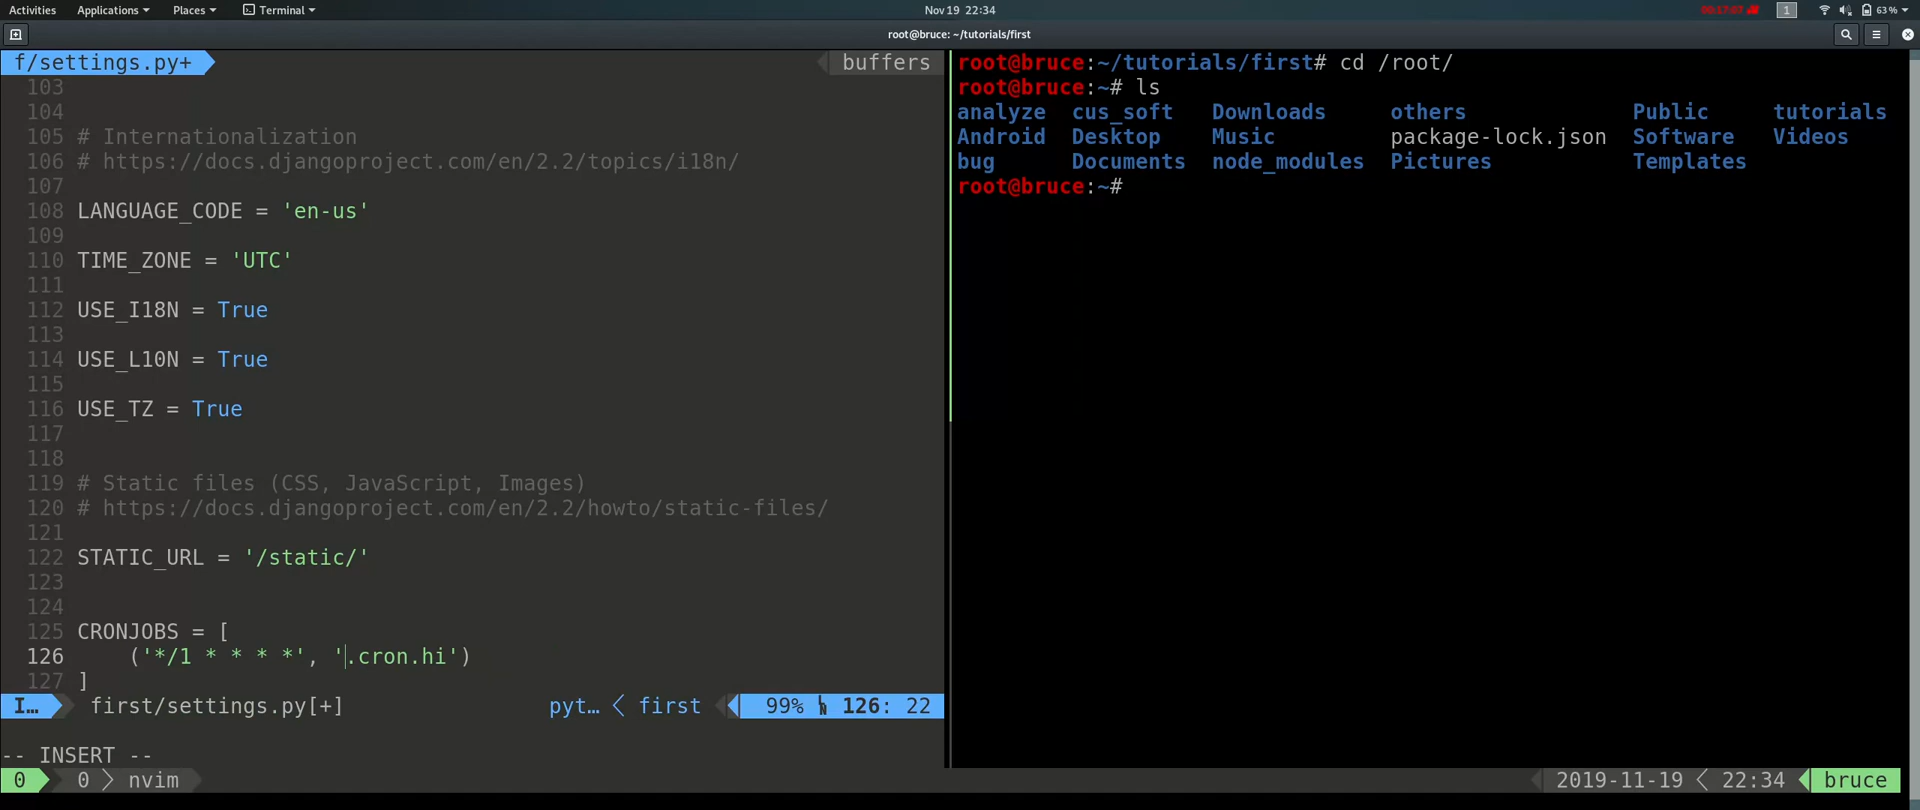 Activities Applications Places Terminal Nov 19 22:34 00:17:07 1 63%
root@bruce: ~/tutorials/first
f/settings.py+ buffers
103
104
105 # Internationalization
106 # https://docs.djangoproject.com/en/2.2/topics/i18n/
107
108 LANGUAGE_CODE = 'en-us'
109
110 TIME_ZONE = 'UTC'
111
112 USE_I18N = True
113
114 USE_L10N = True
115
116 USE_TZ = True
117
118
119 # Static files (CSS, JavaScript, Images)
120 # https://docs.djangoproject.com/en/2.2/howto/static-files/
121
122 STATIC_URL = '/static/'
123
124
125 CRONJOBS = [
126 ('*/1 * * * *', '.cron.hi')
127 ]
I… first/settings.py[+] pyt… first 99% 126: 22
-- INSERT --
root@bruce:~/tutorials/first# cd /root/
root@bruce:~# ls
analyze cus_soft Downloads others Public tutorials
Android Desktop Music package-lock.json Software Videos
bug Documents node_modules Pictures Templates
root@bruce:~#
0 0 nvim 2019-11-19 22:34 bruce